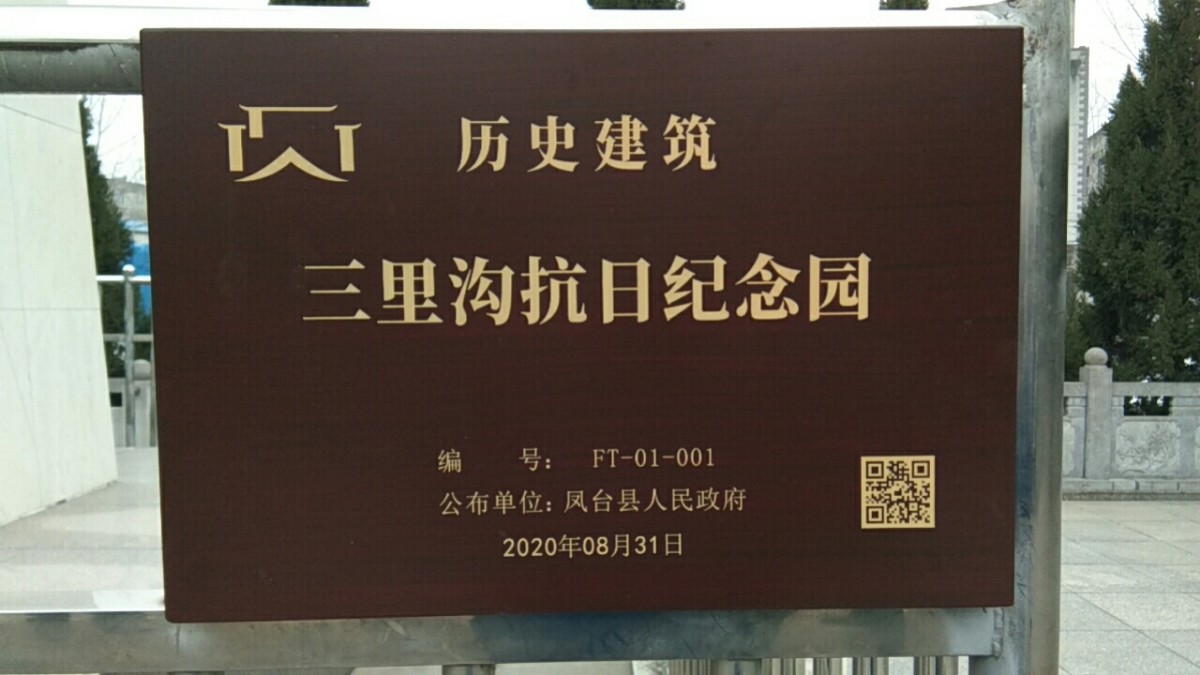 历史建筑
三里沟抗日纪念园
编 号: FT-01-001
公布单位: 凤台县人民政府
2020年08月31日